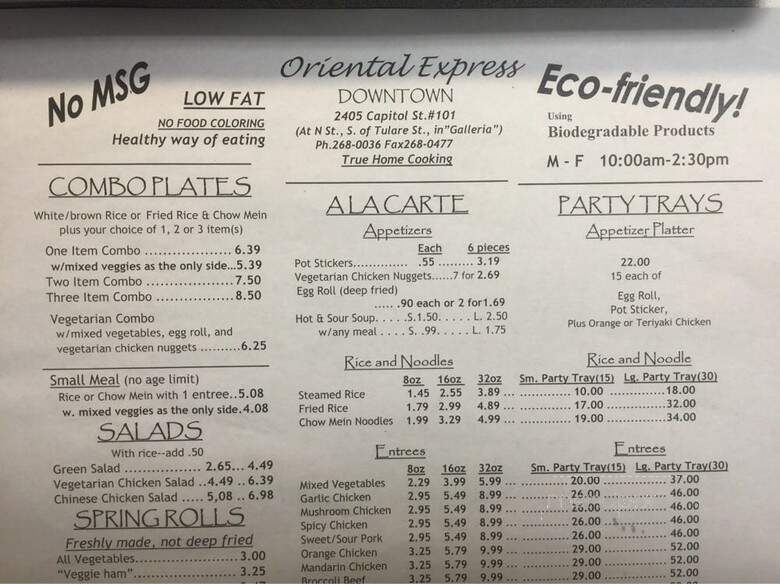 No MSG
LOW FAT
NO FOOD COLORING
Healthy way of eating
Oriental Express
DOWNTOWN
2405 Capitol St.#101
(At N St., S. of Tulare St., in"Galleria")
Ph.268-0036 Fax268-0477
True Home Cooking
Eco-friendly!
Using
Biodegradable Products
M - F 10:00am-2:30pm
COMBO PLATES
White/brown Rice or Fried Rice & Chow Mein
plus your choice of 1, 2 or 3 item(s)
One Item Combo .................. 6.39
w/mixed veggies as the only side...5.39
Two Item Combo ................. 7.50
Three Item Combo ................ 8.50
Vegetarian Combo
w/mixed vegetables, egg roll, and
vegetarian chicken nuggets ..........6.25
Small Meal (no age limit)
Rice or Chow Mein with 1 entree..5.08
w. mixed veggies as the only side.4.08
SALADS
With rice--add .50
Green Salad ................ 2.65... 4.49
Vegetarian Chicken Salad ..4.49 .. 6.39
Chinese Chicken Salad ..... 5,08 .. 6.98
SPRING ROLLS
Freshly made, not deep fried
All Vegetables..................... 3.00
"Veggie ham"..................... 3.25
A LA CARTE
Appetizers
Each 6 pieces
Pot Stickers.............. .55 ......... 3.19
Vegetarian Chicken Nuggets......7 for 2.69
Egg Roll (deep fried)
..... .90 each or 2 for1.69
Hot & Sour Soup. . . . .S.1.50. . . . . L. 2.50
w/any meal . . . . S. .99. . . . . L. 1.75
Rice and Noodles
8oz 16oz 32oz
Steamed Rice 1.45 2.55 3.89 ...
Fried Rice 1.79 2.99 4.89 ...
Chow Mein Noodles 1.99 3.29 4.99 ...
Entrees
8oz 16oz 32oz
Mixed Vegetables 2.29 3.99 5.99 ...
Garlic Chicken 2.95 5.49 8.99 ...
Mushroom Chicken 2.95 5.49 8.99 ...
Spicy Chicken 2.95 5.49 8.99 ...
Sweet/Sour Pork 2.95 5.49 8.99 ...
Orange Chicken 3.25 5.79 9.99 ...
Mandarin Chicken 3.25 5.79 9.99 ...
Broccoli Beef 3.25 5.79 9.99 ...
PARTY TRAYS
Appetizer Platter
22.00
15 each of
Egg Roll,
Pot Sticker,
Plus Orange or Teriyaki Chicken
Rice and Noodle
Sm. Party Tray(15) Lg. Party Tray(30)
.............. 10.00 ................18.00
.............. 17.00 ................32.00
.............. 19.00 ................34.00
Entrees
Sm. Party Tray(15) Lg. Party Tray(30)
.............. 20.00 ................ 37.00
.............. 26.00 ................ 46.00
.............. 26.00 ................ 46.00
.............. 26.00 ................ 46.00
.............. 26.00 ................ 46.00
.............. 29.00 ................ 52.00
.............. 29.00 ................ 52.00
.............. 29.00 ................ 52.00